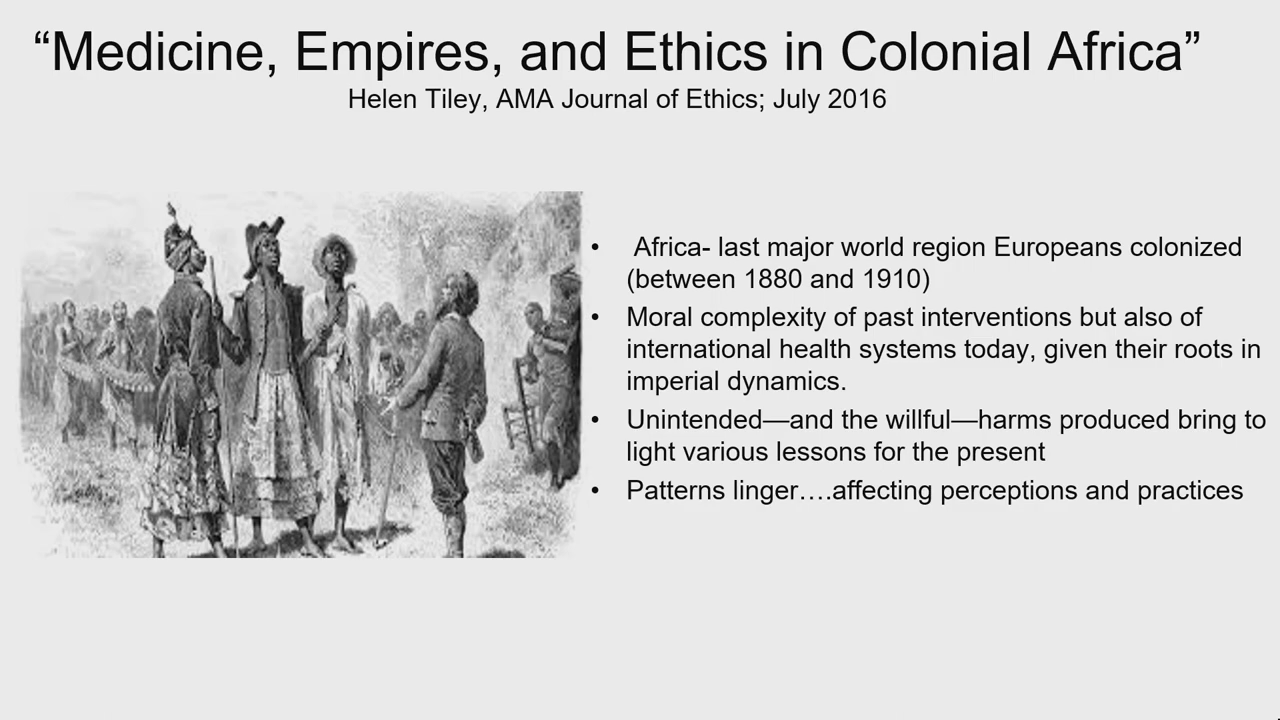 “Medicine, Empires, and Ethics in Colonial Africa”
Helen Tiley, AMA Journal of Ethics; July 2016
• Africa- last major world region Europeans colonized
(between 1880 and 1910)
• Moral complexity of past interventions but also of
international health systems today, given their roots in
imperial dynamics.
• Unintended—and the willful—harms produced bring to
light various lessons for the present
• Patterns linger….affecting perceptions and practices